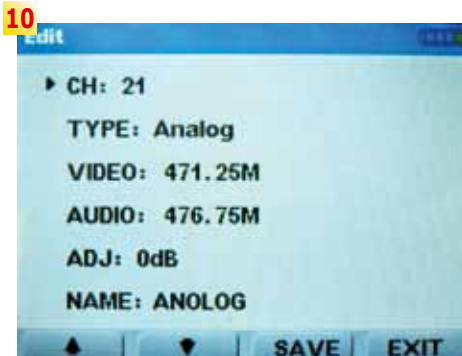 10
Edit
CH: 21
TYPE: Analog
VIDEO: 471.25M
AUDIO: 476.75M
ADJ: 0dB
NAME: ANOLOG
SAVE EXIT